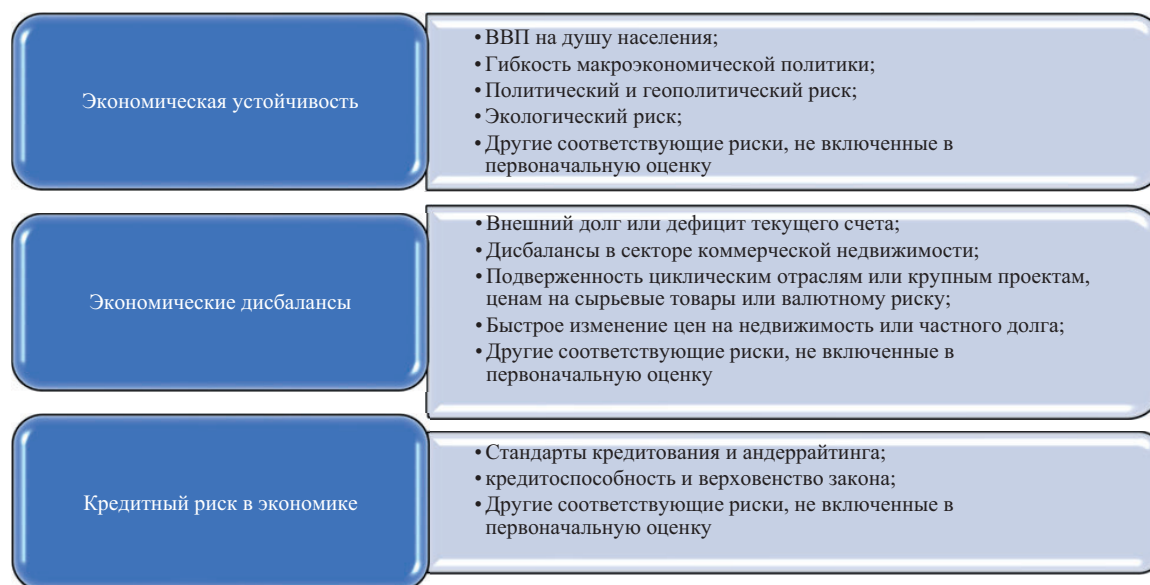 Экономическая устойчивость
• ВВП на душу населения;
• Гибкость макроэкономической политики;
• Политический и геополитический риск;
• Экологический риск;
• Другие соответствующие риски, не включенные в
первоначальную оценку
Экономические дисбалансы
• Внешний долг или дефицит текущего счета;
• Дисбалансы в секторе коммерческой недвижимости;
• Подверженность циклическим отраслям или крупным проектам,
ценам на сырьевые товары или валютному риску;
• Быстрое изменение цен на недвижимость или частного долга;
• Другие соответствующие риски, не включенные в
первоначальную оценку
Кредитный риск в экономике
• Стандарты кредитования и андеррайтинга;
• кредитоспособность и верховенство закона;
• Другие соответствующие риски, не включенные в
первоначальную оценку